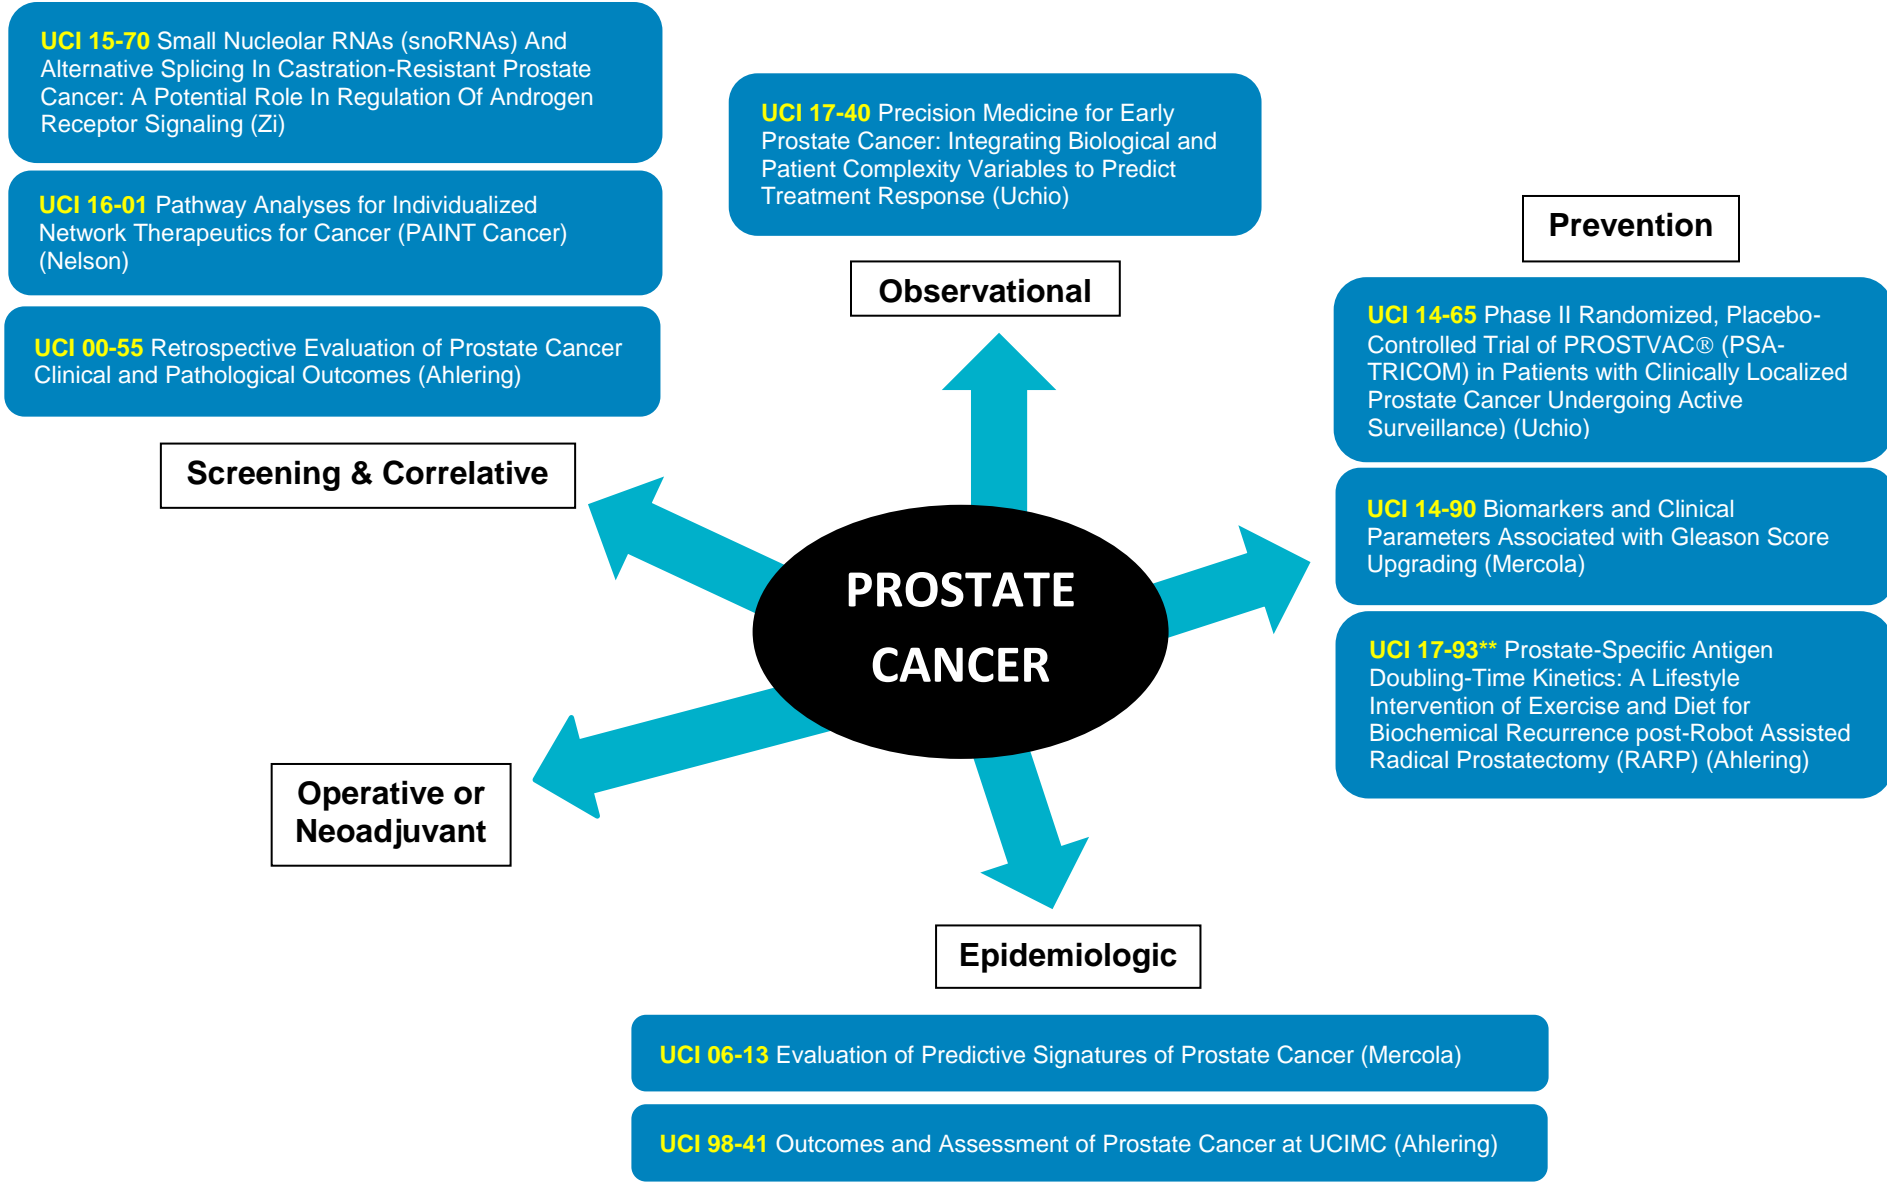 UCI 15-70 Small Nucleolar RNAs (snoRNAs) And
Alternative Splicing In Castration-Resistant Prostate
Cancer: A Potential Role In Regulation Of Androgen
Receptor Signaling (Zi)
UCI 16-01 Pathway Analyses for Individualized
Network Therapeutics for Cancer (PAINT Cancer)
(Nelson)
UCI 00-55 Retrospective Evaluation of Prostate Cancer
Clinical and Pathological Outcomes (Ahlering)
Screening & Correlative
UCI 17-40 Precision Medicine for Early
Prostate Cancer: Integrating Biological and
Patient Complexity Variables to Predict
Treatment Response (Uchio)
Observational
Prevention
UCI 14-65 Phase II Randomized, Placebo-
Controlled Trial of PROSTVAC® (PSA-
TRICOM) in Patients with Clinically Localized
Prostate Cancer Undergoing Active
Surveillance) (Uchio)
UCI 14-90 Biomarkers and Clinical
Parameters Associated with Gleason Score
Upgrading (Mercola)
UCI 17-93** Prostate-Specific Antigen
Doubling-Time Kinetics: A Lifestyle
Intervention of Exercise and Diet for
Biochemical Recurrence post-Robot Assisted
Radical Prostatectomy (RARP) (Ahlering)
PROSTATE
CANCER
Operative or
Neoadjuvant
Epidemiologic
UCI 06-13 Evaluation of Predictive Signatures of Prostate Cancer (Mercola)
UCI 98-41 Outcomes and Assessment of Prostate Cancer at UCIMC (Ahlering)